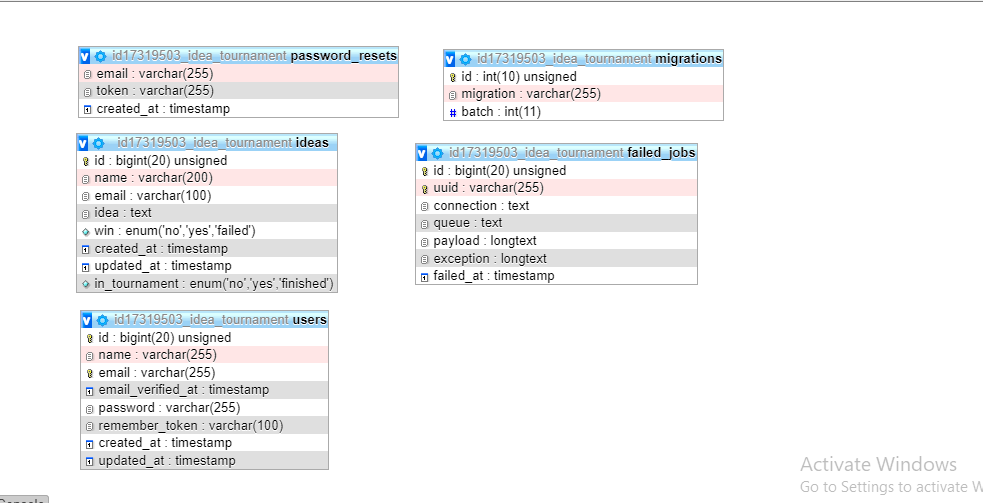 id17319503_idea_tournament password_resets
email : varchar(255)
token : varchar(255)
created_at : timestamp
id17319503_idea_tournament migrations
id : int(10) unsigned
migration : varchar(255)
# batch : int(11)
id17319503_idea_tournament ideas
id : bigint(20) unsigned
name : varchar(200)
email : varchar(100)
idea : text
win : enum('no','yes','failed')
created_at : timestamp
updated_at : timestamp
in_tournament : enum('no','yes','finished')
id17319503_idea_tournament failed_jobs
id : bigint(20) unsigned
uuid : varchar(255)
connection : text
queue : text
payload : longtext
exception : longtext
failed_at : timestamp
id17319503_idea_tournament users
id : bigint(20) unsigned
name : varchar(255)
email : varchar(255)
email_verified_at : timestamp
password : varchar(255)
remember_token : varchar(100)
created_at : timestamp
updated_at : timestamp
Activate Windows
Go to Settings to activate W